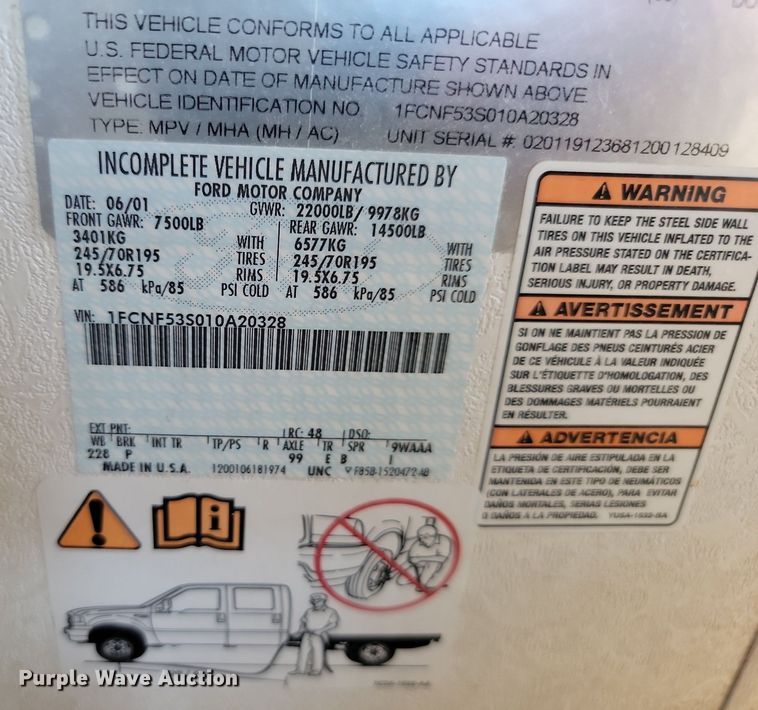 THIS VEHICLE CONFORMS TO ALL APPLICABLE
U.S. FEDERAL MOTOR VEHICLE SAFETY STANDARDS IN
EFFECT ON DATE OF MANUFACTURE SHOWN ABOVE
VEHICLE IDENTIFICATION NO 1FCNF53S010A20328
TYPE: MPV / MHA (MH / AC) UNIT SERIAL #: 020119123681200128409
INCOMPLETE VEHICLE MANUFACTURED BY
FORD MOTOR COMPANY
DATE: 06/01 GVWR: 22000LB/ 9978KG
FRONT GAWR: 7500LB REAR GAWR: 14500LB
3401KG WITH 6577KG WITH
245/70R195 TIRES 245/70R195 TIRES
19.5X6.75 RIMS 19.5X6.75 RIMS
AT 586 kPa/85 PSI COLD AT 586 kPa/85 PSI COLD
VIN: 1FCNF53S010A20328
EXT PNT: RC: 48 DSO:
WB BRK INT TR TP/PS R AXLE TR SPR 9WAAA
228 P 99 E B I
MADE IN U.S.A. 1200106181974 UNC
WARNING
FAILURE TO KEEP THE STEEL SIDE WALL
TIRES ON THIS VEHICLE INFLATED TO THE
AIR PRESSURE STATED ON THE CERTIFICA-
TION LABEL MAY RESULT IN DEATH,
SERIOUS INJURY, OR PROPERTY DAMAGE.
AVERTISSEMENT
SI ON NE MAINTIENT PAS LA PRESSION DE
GONFLAGE DES PNEUS CEINTURÉS ACIER
DE CE VÉHICULE À LA VALEUR INDIQUÉE
SUR L'ÉTIQUETTE D'HOMOLOGATION, DES
BLESSURES GRAVES OU MORTELLES OU
DES DOMMAGES MATÉRIELS POURRAIENT
EN RÉSULTER.
ADVERTENCIA
LA PRESIÓN DE AIRE ESTIPULADA EN LA
ETIQUETA DE CERTIFICACIÓN, DEBE SER
MANTENIDA EN ESTE TIPO DE NEUMÁTICOS
(CON LATERALES DE ACERO), PARA EVITAR
DAÑOS MORTALES, SERIAS LESIONES
O DAÑOS A LA PROPIEDAD.
Purple Wave Auction